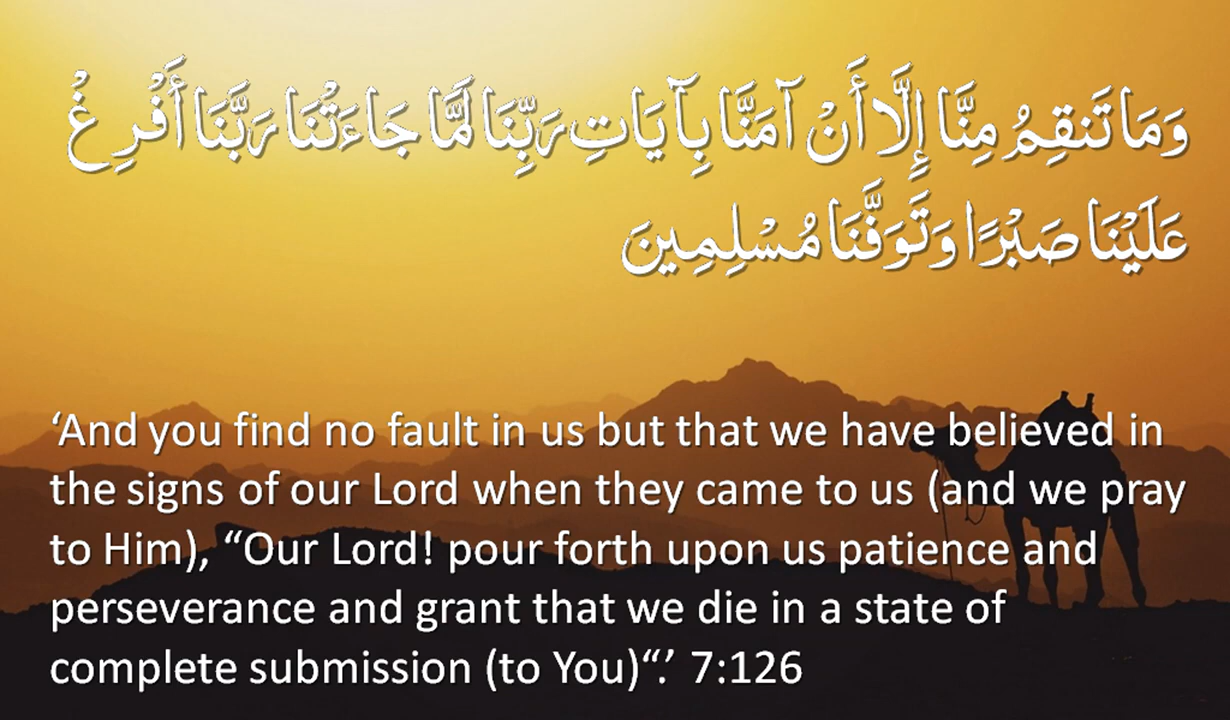 وَمَا تَنقِمُ مِنَّا إِلَّا أَنْ آمَنَّا بِآيَاتِ رَبِّنَا لَمَّا جَاءَتْنَا رَبَّنَا أَفْرِغْ
عَلَيْنَا صَبْرًا وَتَوَفَّنَا مُسْلِمِينَ
‘And you find no fault in us but that we have believed in
the signs of our Lord when they came to us (and we pray
to Him), “Our Lord! pour forth upon us patience and
perseverance and grant that we die in a state of
complete submission (to You)“.’ 7:126